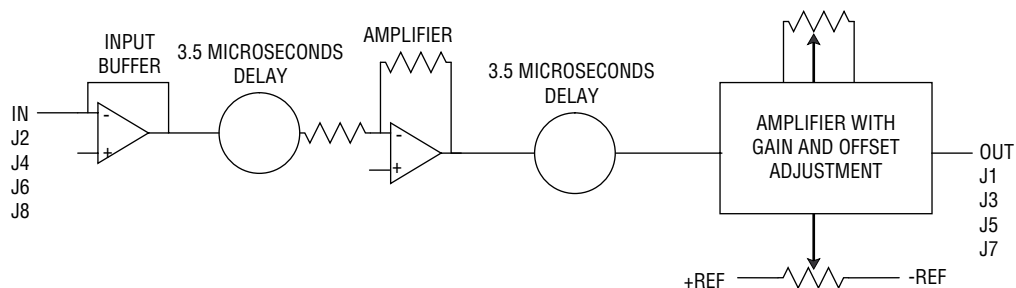 INPUT
BUFFER
3.5 MICROSECONDS
DELAY
AMPLIFIER
3.5 MICROSECONDS
DELAY
IN
J2
J4
J6
J8
-
+
-
+
AMPLIFIER WITH
GAIN AND OFFSET
ADJUSTMENT
OUT
J1
J3
J5
J7
+REF
-REF